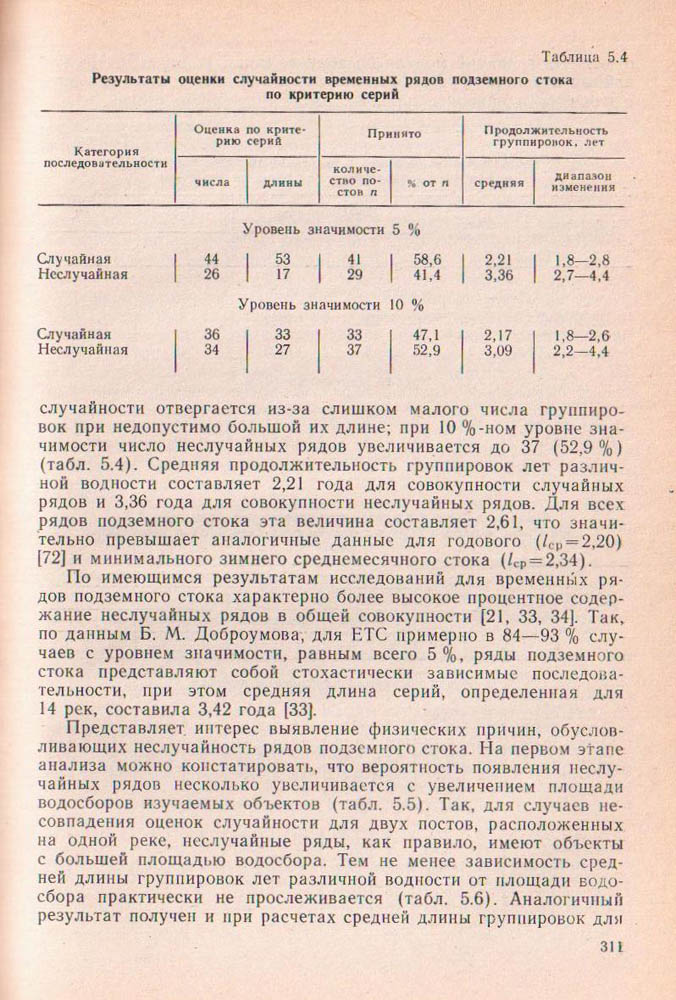 Таблица 5.4
Результаты оценки случайности временных рядов подземного стока
по критерию серий
Категория последовательности | Оценка по критерию серий | Принято | Продолжительность группировок, лет
числа | длины | количество постов n | % от n | средняя | диапазон изменения
Уровень значимости 5 %
Случайная | 44 | 53 | 41 | 58,6 | 2,21 | 1,8—2,8
Неслучайная | 26 | 17 | 29 | 41,4 | 3,36 | 2,7—4,4
Уровень значимости 10 %
Случайная | 36 | 33 | 33 | 47,1 | 2,17 | 1,8—2,6
Неслучайная | 34 | 27 | 37 | 52,9 | 3,09 | 2,2—4,4
случайности отвергается из-за слишком малого числа группиро-
вок при недопустимо большой их длине; при 10 %-ном уровне зна-
чимости число неслучайных рядов увеличивается до 37 (52,9 %)
(табл. 5.4). Средняя продолжительность группировок лет различ-
ной водности составляет 2,21 года для совокупности случайных
рядов и 3,36 года для совокупности неслучайных рядов. Для всех
рядов подземного стока эта величина составляет 2,61, что значи-
тельно превышает аналогичные данные для годового (lср=2,20)
[72] и минимального зимнего среднемесячного стока (lср=2,34).
По имеющимся результатам исследований для временных ря-
дов подземного стока характерно более высокое процентное содер-
жание неслучайных рядов в общей совокупности [21, 33, 34]. Так,
по данным Б. М. Доброумова, для ЕТС примерно в 84—93 % слу-
чаев с уровнем значимости, равным всего 5 %, ряды подземного
стока представляют собой стохастически зависимые последова-
тельности, при этом средняя длина серий, определенная для
14 рек, составила 3,42 года [33].
Представляет интерес выявление физических причин, обуслов-
ливающих неслучайность рядов подземного стока. На первом этапе
анализа можно констатировать, что вероятность появления неслу-
чайных рядов несколько увеличивается с увеличением площади
водосборов изучаемых объектов (табл. 5.5). Так, для случаев не-
совпадения оценок случайности для двух постов, расположенных
на одной реке, неслучайные ряды, как правило, имеют объекты
с большей площадью водосбора. Тем не менее зависимость сред-
ней длины группировок лет различной водности от площади водо-
сбора практически не прослеживается (табл. 5.6). Аналогичный
результат получен и при расчетах средней длины группировок для
311